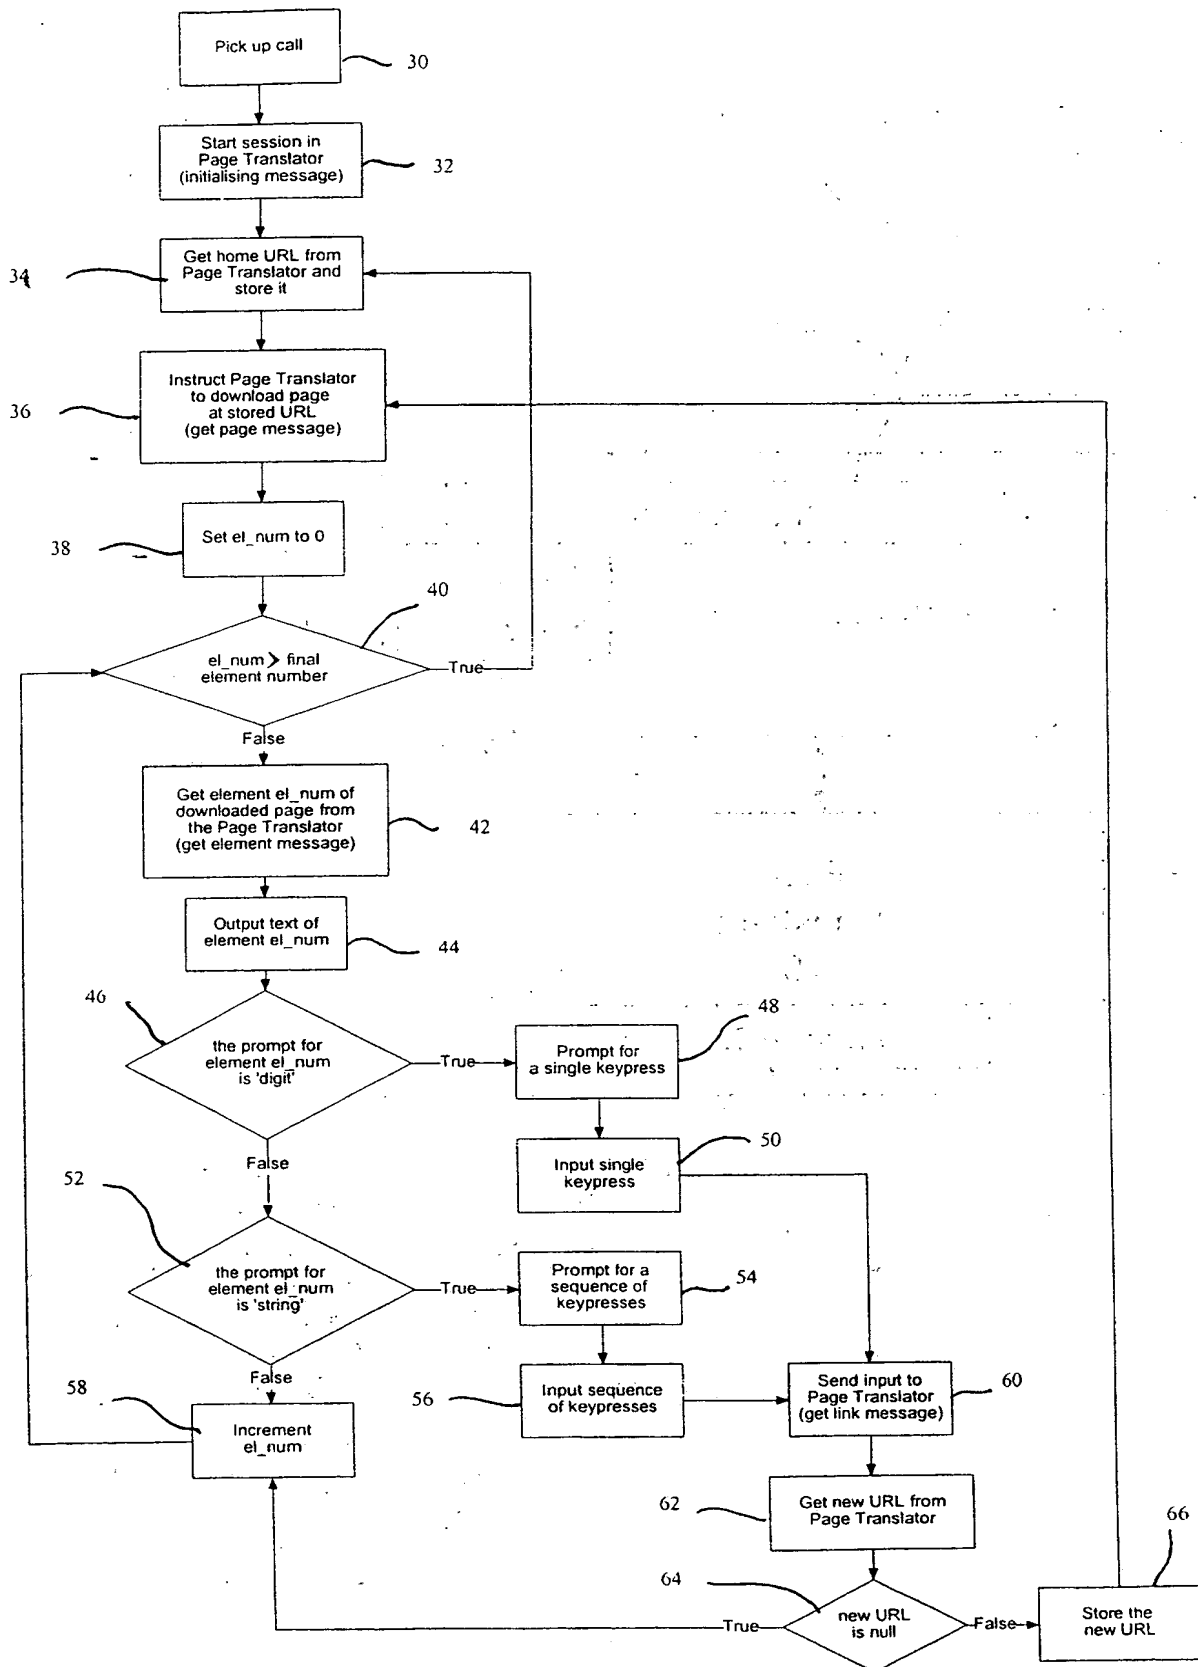 Pick up call
30
Start session in
Page Translator
(initialising message)
32
Get home URL from
Page Translator and
store it
34
Instruct Page Translator
to download page
at stored URL
(get page message)
36
Set el_num to 0
38
40
el_num > final
element number
True
False
Get element el_num of
downloaded page from
the Page Translator
(get element message)
42
Output text of
element el_num
44
46
the prompt for
element el_num
is 'digit'
True
48
Prompt for
a single keypress
50
Input single
keypress
False
52
the prompt for
element el_num
is 'string'
True
Prompt for a
sequence of
keypresses
54
False
56
Input sequence
of keypresses
Send input to
Page Translator
(get link message)
60
58
Increment
el_num
62
Get new URL from
Page Translator
64
new URL
is null
True
False
66
Store the
new URL